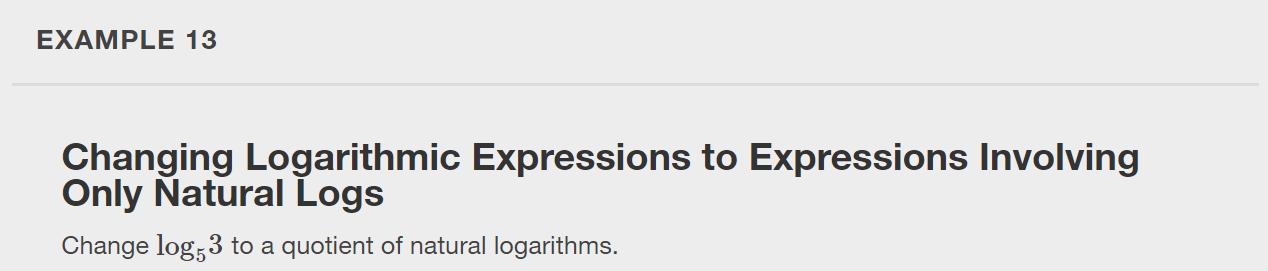 EXAMPLE 13
Changing Logarithmic Expressions to Expressions Involving
Only Natural Logs
Change log₅3 to a quotient of natural logarithms.